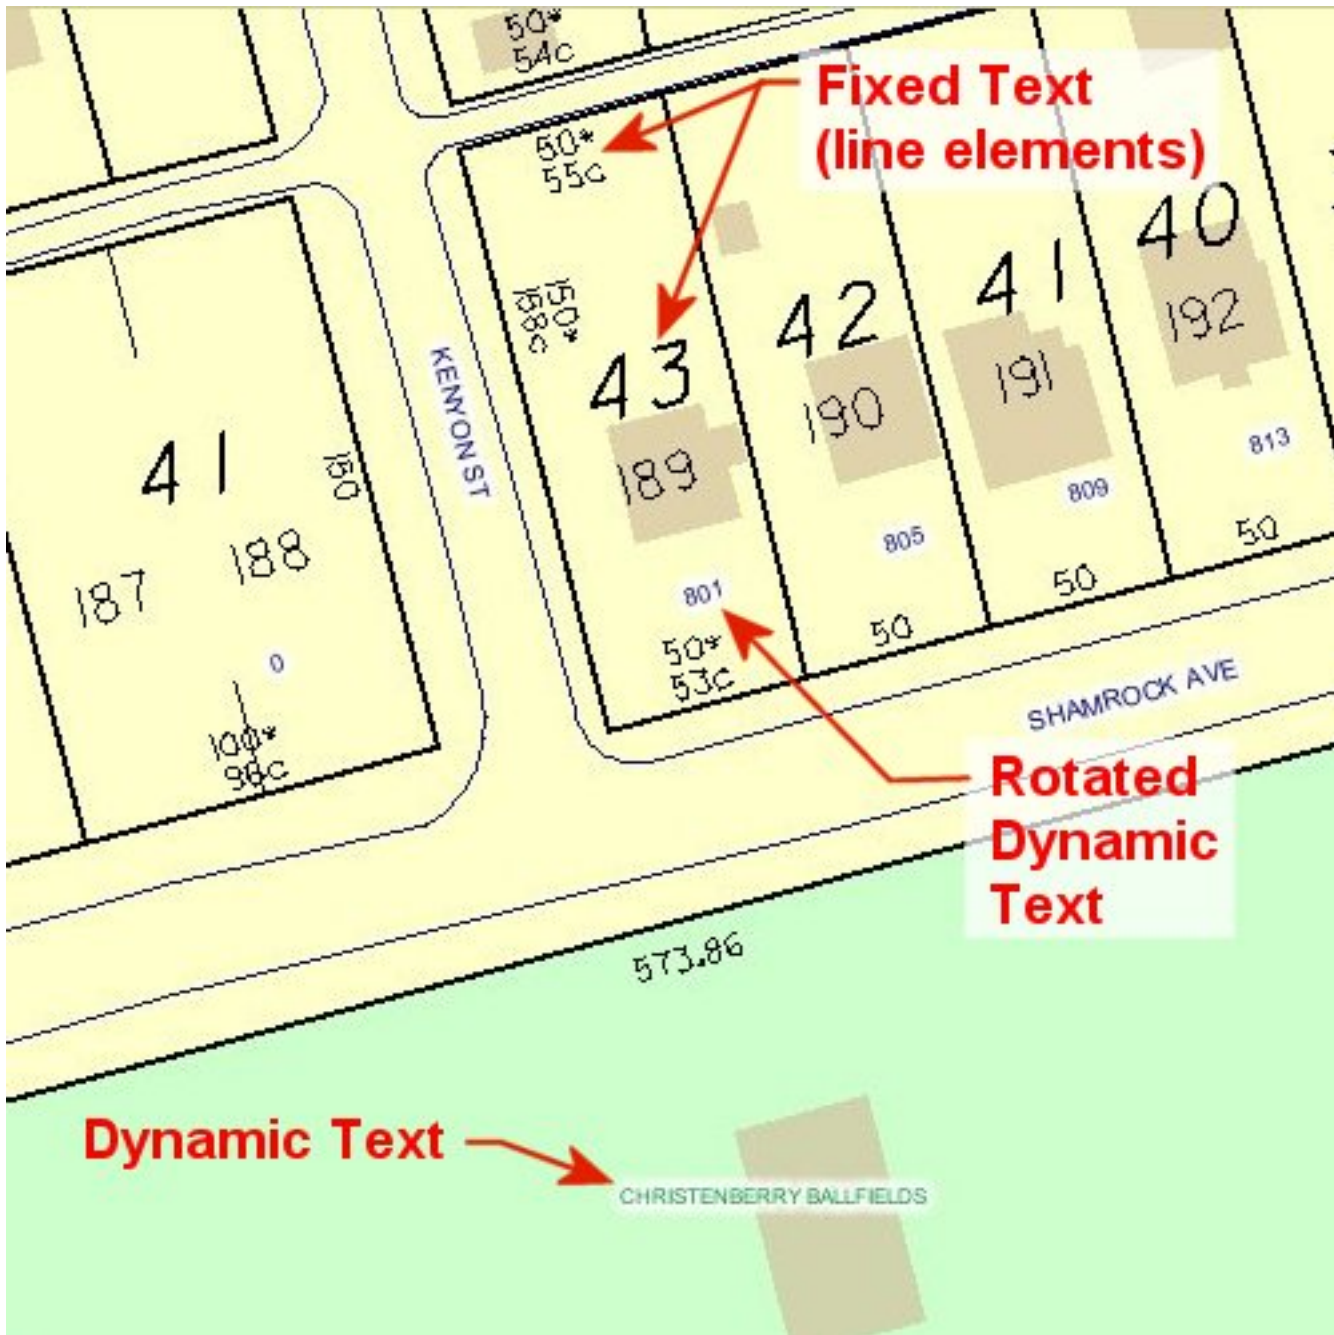 50*
54c
Fixed Text
(line elements)
50*
55c
40
192
41
191
42
190
150*
158c
43
189
KENYON ST
41
150
188
187
0
100*
96c
813
809
805
801
50
50
50
50*
53c
SHAMROCK AVE
Rotated
Dynamic
Text
573.86
Dynamic Text
CHRISTENBERRY BALLFIELDS